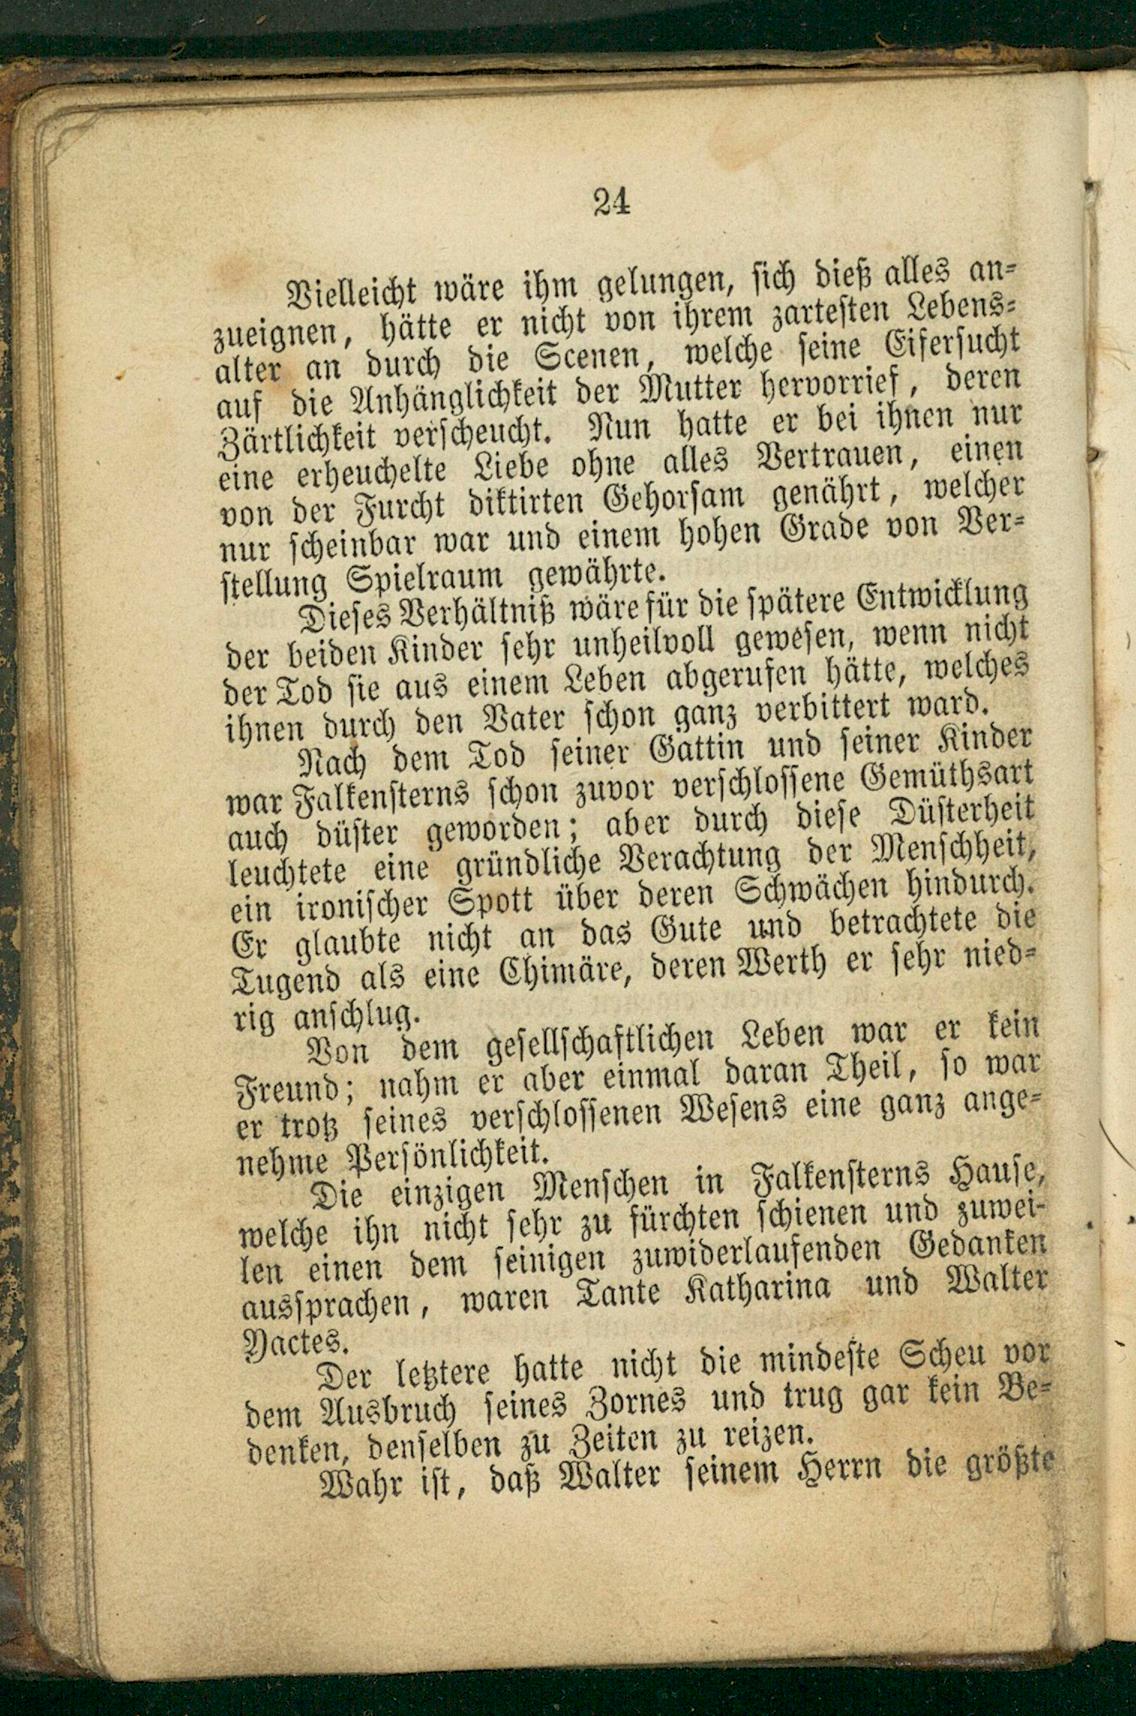 24
Vielleicht wäre ihm gelungen, sich dieß alles an-
zueignen, hätte er nicht von ihrem zartesten Lebens-
alter an durch die Scenen, welche seine Eifersucht
auf die Anhänglichkeit der Mutter hervorrief, deren
Zärtlichkeit verscheucht. Nun hatte er bei ihnen nur
eine erheuchelte Liebe ohne alles Vertrauen, einen
von der Furcht diktirten Gehorsam genährt, welcher
nur scheinbar war und einem hohen Grade von Ver-
stellung Spielraum gewährte.
Dieses Verhältniß wäre für die spätere Entwicklung
der beiden Kinder sehr unheilvoll gewesen, wenn nicht
der Tod sie aus einem Leben abgerufen hätte, welches
ihnen durch den Vater schon ganz verbittert ward.
Nach dem Tod seiner Gattin und seiner Kinder
war Falkensterns schon zuvor verschlossene Gemüthsart
auch düster geworden; aber durch diese Düsterheit
leuchtete eine gründliche Verachtung der Menschheit,
ein ironischer Spott über deren Schwächen hindurch.
Er glaubte nicht an das Gute und betrachtete die
Tugend als eine Chimäre, deren Werth er sehr nied-
rig anschlug.
Von dem gesellschaftlichen Leben war er kein
Freund; nahm er aber einmal daran Theil, so war
er trotz seines verschlossenen Wesens eine ganz ange-
nehme Persönlichkeit.
Die einzigen Menschen in Falkensterns Hause,
welche ihn nicht sehr zu fürchten schienen und zuwei-
len einen dem seinigen zuwiderlaufenden Gedanken
aussprachen, waren Tante Katharina und Walter
Yactes.
Der letztere hatte nicht die mindeste Scheu vor
dem Ausbruch seines Zornes und trug gar kein Be-
denken, denselben zu Zeiten zu reizen.
Wahr ist, daß Walter seinem Herrn die größte